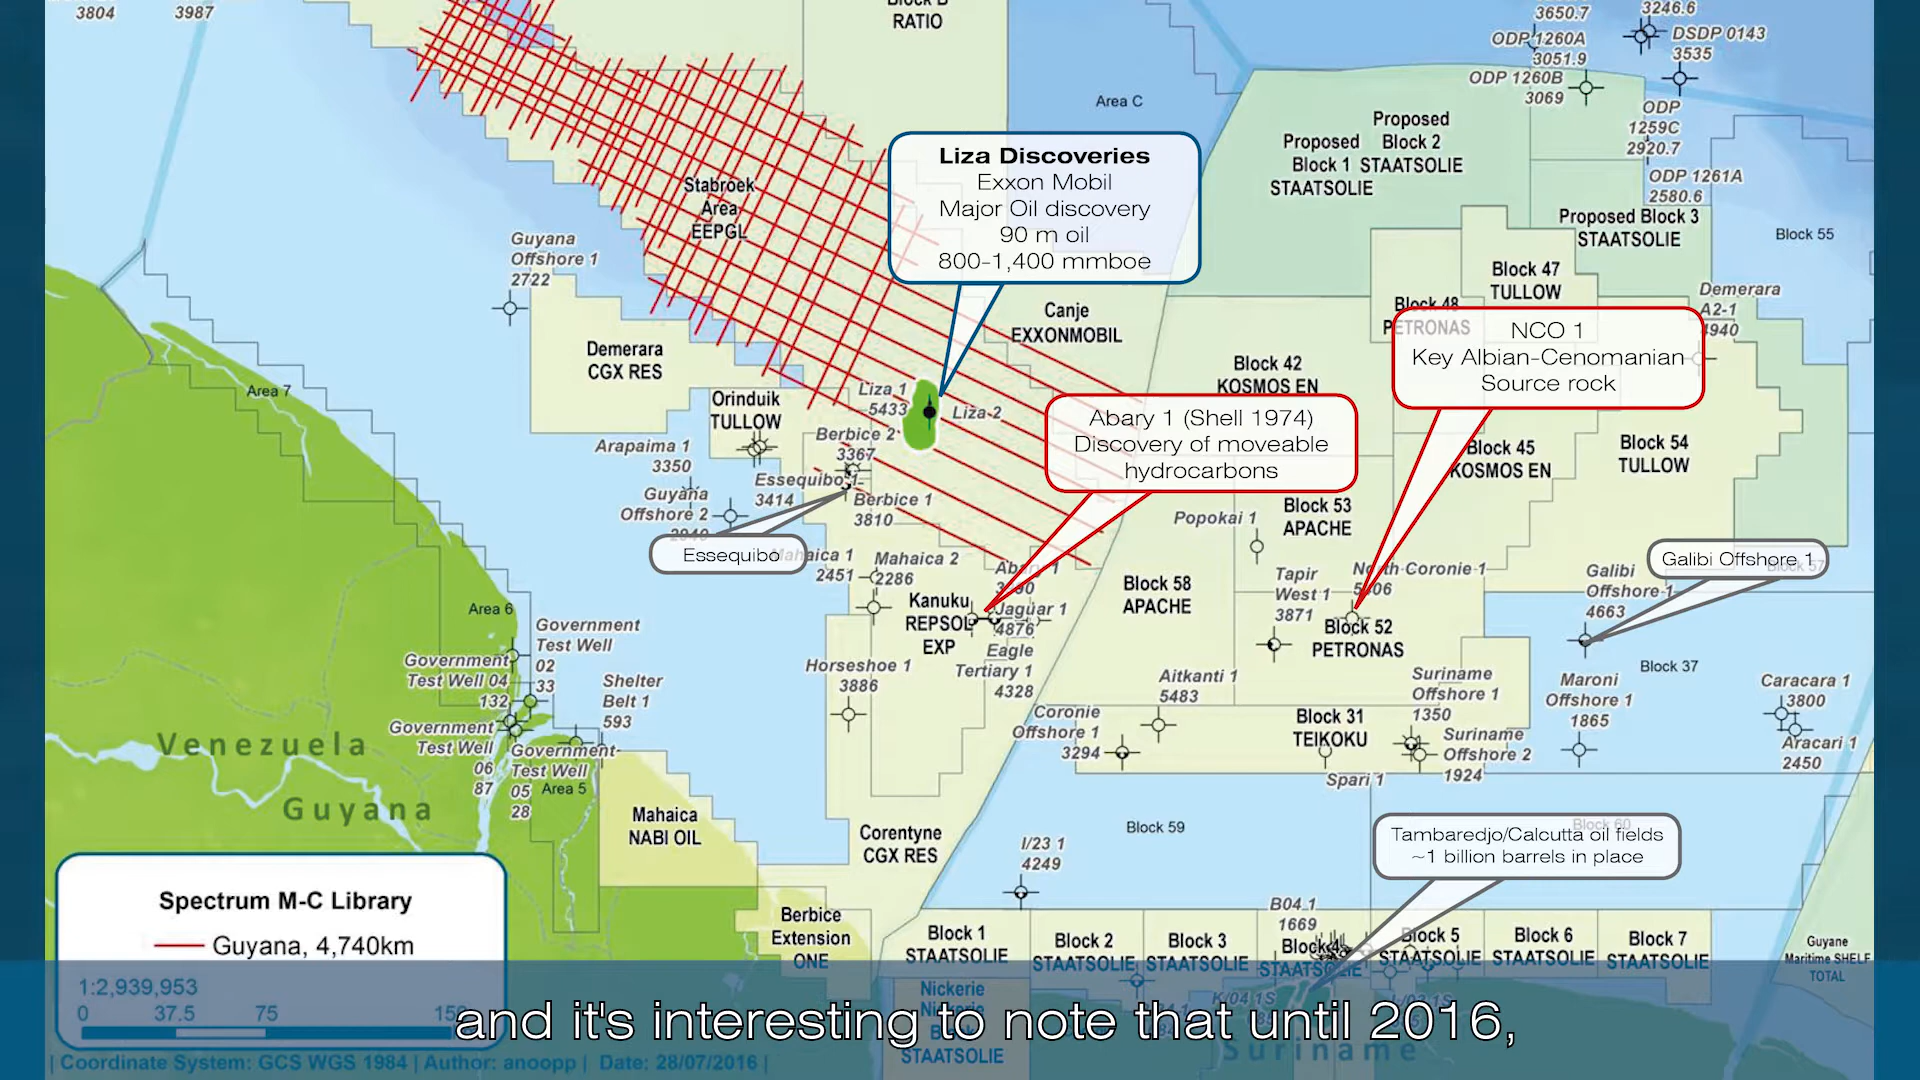 3804
3987
RATIO
3650.7
ODP 1260A
3051.9
ODP 1260B
3069
3246.6
DSDP 0143
3535
ODP
1259C
2920.7
ODP 1261A
2580.6
Area C
Proposed
Block 1
STAATSOLIE
Proposed
Block 2
STAATSOLIE
Proposed Block 3
STAATSOLIE
Block 55
Liza Discoveries
Exxon Mobil
Major Oil discovery
90 m oil
800-1,400 mmboe
Stabroek
Area
EEPGL
Guyana
Offshore 1
2722
Canje
EXXONMOBIL
Block 47
TULLOW
Block 48
PETRONAS
Demerara
A2-1
4940
NCO 1
Key Albian-Cenomanian
Source rock
Demerara
CGX RES
Area 7
Orinduik
TULLOW
Liza 1
5433
Liza-2
Block 42
KOSMOS EN
Abary 1 (Shell 1974)
Discovery of moveable
hydrocarbons
Block 45
KOSMOS EN
Block 54
TULLOW
Arapaima 1
3350
Berbice 2
3367
Essequibo 1
3414
Berbice 1
3810
Guyana
Offshore 2
Essequibo
Mahaica 1
2451
Mahaica 2
2286
Block 53
APACHE
Popokai 1
Block 58
APACHE
Tapir
West 1
3871
North Coronie-1
Galibi Offshore 1
Galibi
Offshore-1
4663
Kanuku
REPSOL
EXP
Jaguar 1
4876
Eagle
Tertiary 1
4328
Block 52
PETRONAS
Area 6
Government
Test Well
02
33
Government
Test Well 04
132
Shelter
Belt 1
593
Horseshoe 1
3886
Aitkanti 1
5483
Suriname
Offshore 1
1350
Maroni
Offshore 1
1865
Block 37
Caracara 1
3800
Aracari 1
2450
Coronie
Offshore 1
3294
Block 31
TEIKOKU
Spari 1
Suriname
Offshore 2
1924
Government
Test Well
06
87
Government-
Test Well
05
28
Area 5
Venezuela
Guyana
Mahaica
NABI OIL
Corentyne
CGX RES
Block 59
Block 60
Tambaredjo/Calcutta oil fields
~1 billion barrels in place
I/23 1
4249
B04 1
1669
Berbice
Extension
ONE
Block 1
STAATSOLIE
Block 2
STAATSOLIE
Block 3
STAATSOLIE
Block 4
STAATSOLIE
Block 5
STAATSOLIE
Block 6
STAATSOLIE
Block 7
STAATSOLIE
Guyane
Maritime SHELF
TOTAL
Spectrum M-C Library
Guyana, 4,740km
1:2,939,953
0 37.5 75
Nickerie
STAATSOLIE
Suriname
and it's interesting to note that until 2016,
| Coordinate System: GCS WGS 1984 | Author: anoopp | Date: 28/07/2016 |